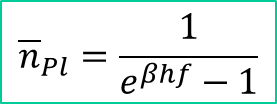 n̅_Pl = 1 / (e^{βhf} − 1)